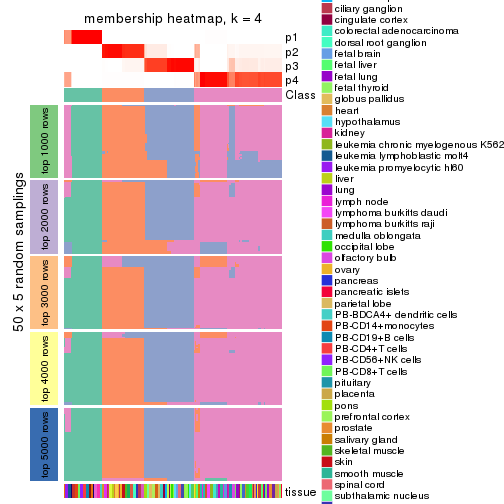 membership heatmap, k = 4
p1
p2
p3
p4
Class
50 x 5 random samplings
top 1000 rows
top 2000 rows
top 3000 rows
top 4000 rows
top 5000 rows
tissue
ciliary ganglion
cingulate cortex
colorectal adenocarcinoma
dorsal root ganglion
fetal brain
fetal liver
fetal lung
fetal thyroid
globus pallidus
heart
hypothalamus
kidney
leukemia chronic myelogenous K562
leukemia lymphoblastic molt4
leukemia promyelocytic hl60
liver
lung
lymph node
lymphoma burkitts daudi
lymphoma burkitts raji
medulla oblongata
occipital lobe
olfactory bulb
ovary
pancreas
pancreatic islets
parietal lobe
PB-BDCA4+ dendritic cells
PB-CD14+monocytes
PB-CD19+B cells
PB-CD4+T cells
PB-CD56+NK cells
PB-CD8+T cells
pituitary
placenta
pons
prefrontal cortex
prostate
salivary gland
skeletal muscle
skin
smooth muscle
spinal cord
subthalamic nucleus